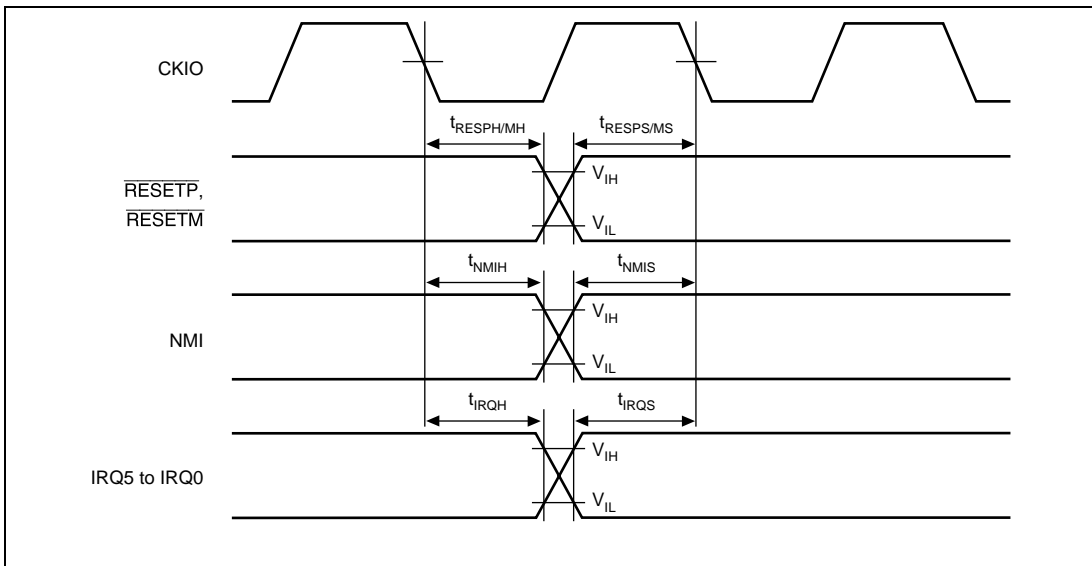 CKIO
tRESPH/MH tRESPS/MS
RESETP,
RESETM
VIH
VIL
tNMIH tNMIS
NMI
VIH
VIL
tIRQH tIRQS
IRQ5 to IRQ0
VIH
VIL